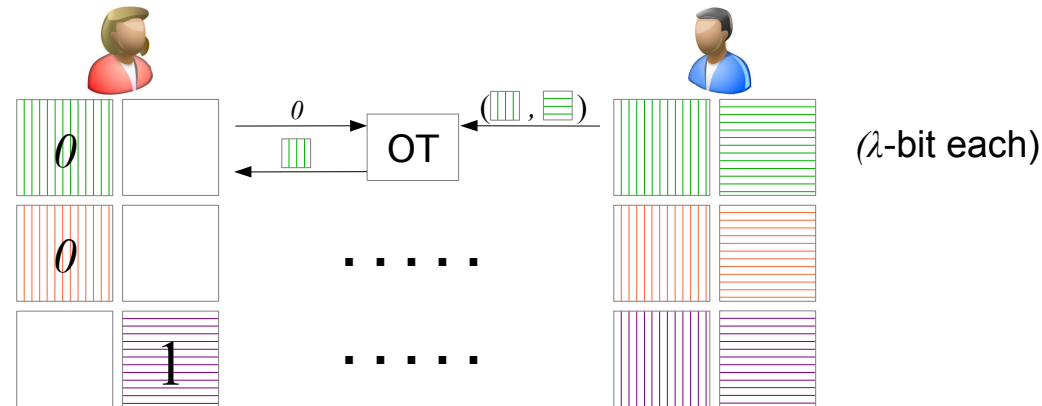 0 ( , )
0 OT (λ-bit each)
0 . . . . .
1 . . . . .